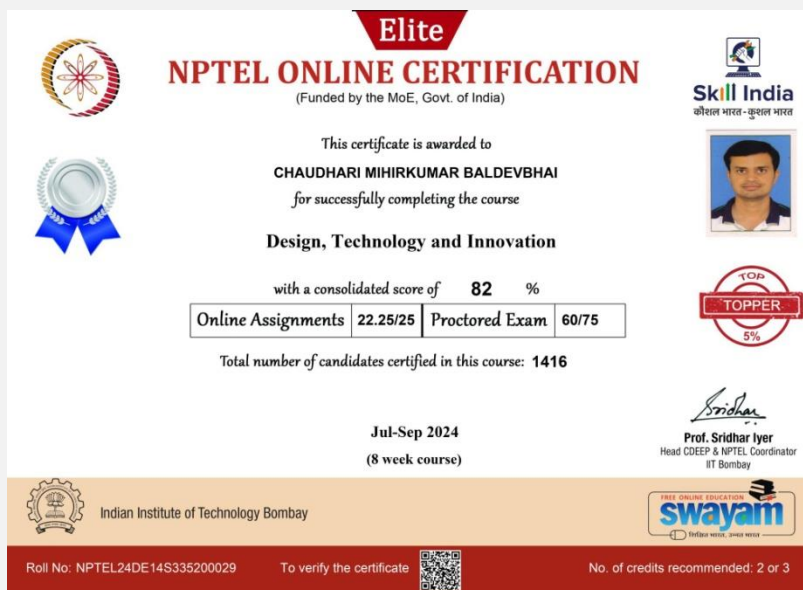 Elite
NPTEL ONLINE CERTIFICATION
(Funded by the MoE, Govt. of India)
Skill India
कौशल भारत - कुशल भारत
This certificate is awarded to
CHAUDHARI MIHIRKUMAR BALDEVBHAI
for successfully completing the course
Design, Technology and Innovation
with a consolidated score of 82 %
Online Assignments 22.25/25 Proctored Exam 60/75
TOP
TOPPER
5%
Total number of candidates certified in this course: 1416
Sridhar
Jul-Sep 2024
(8 week course)
Prof. Sridhar Iyer
Head CDEEP & NPTEL Coordinator
IIT Bombay
Indian Institute of Technology Bombay
FREE ONLINE EDUCATION
swayam
शिक्षित भारत, उन्नत भारत
Roll No: NPTEL24DE14S335200029 To verify the certificate No. of credits recommended: 2 or 3